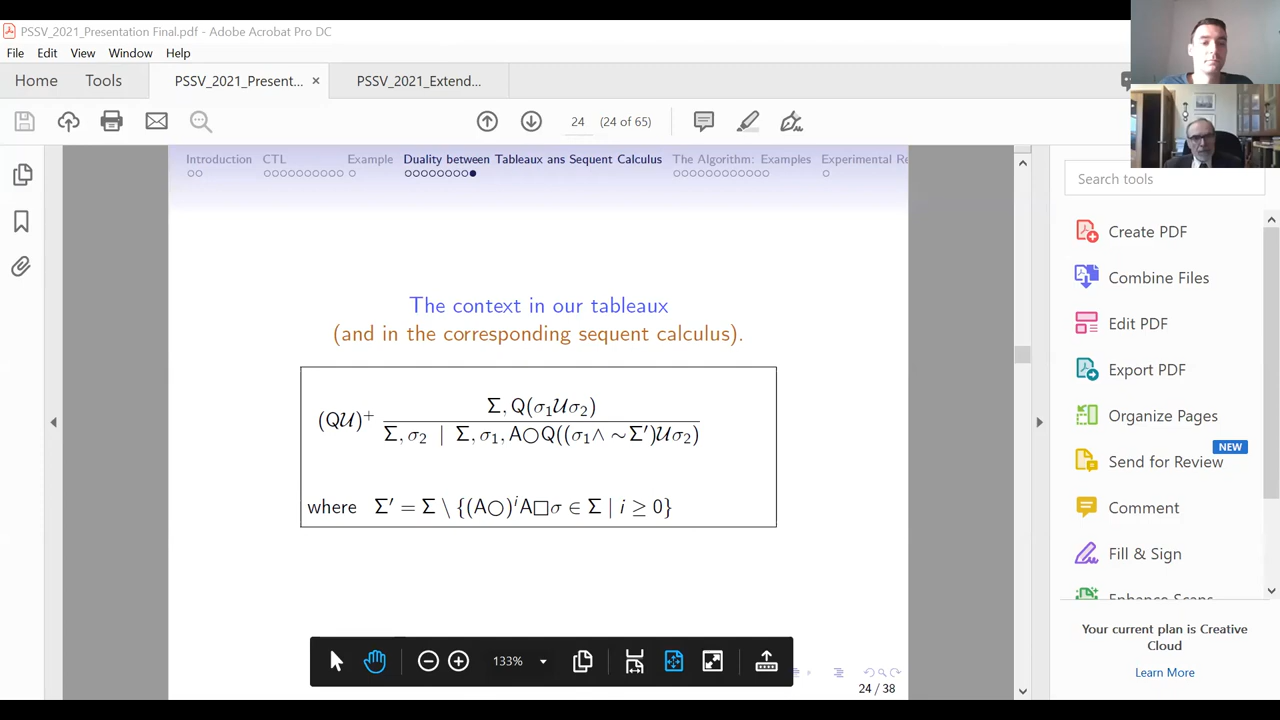 PSSV_2021_Presentation Final.pdf - Adobe Acrobat Pro DC
File Edit View Window Help
Home Tools PSSV_2021_Present... × PSSV_2021_Extend...
24 (24 of 65)
Introduction CTL Example Duality between Tableaux ans Sequent Calculus The Algorithm: Examples Experimental Re
The context in our tableaux
(and in the corresponding sequent calculus).
Σ, Q(σ₁𝒰σ₂)
(Q𝒰)⁺
Σ, σ₂ | Σ, σ₁, A○Q((σ₁∧ ∼Σ′)𝒰σ₂)
where Σ′ = Σ \ {(A○)ⁱA□σ ∈ Σ | i ≥ 0}
133%
24 / 38
Search tools
Create PDF
Combine Files
Edit PDF
Export PDF
Organize Pages
NEW
Send for Review
Comment
Fill & Sign
Enhance Scans
Your current plan is Creative
Cloud
Learn More